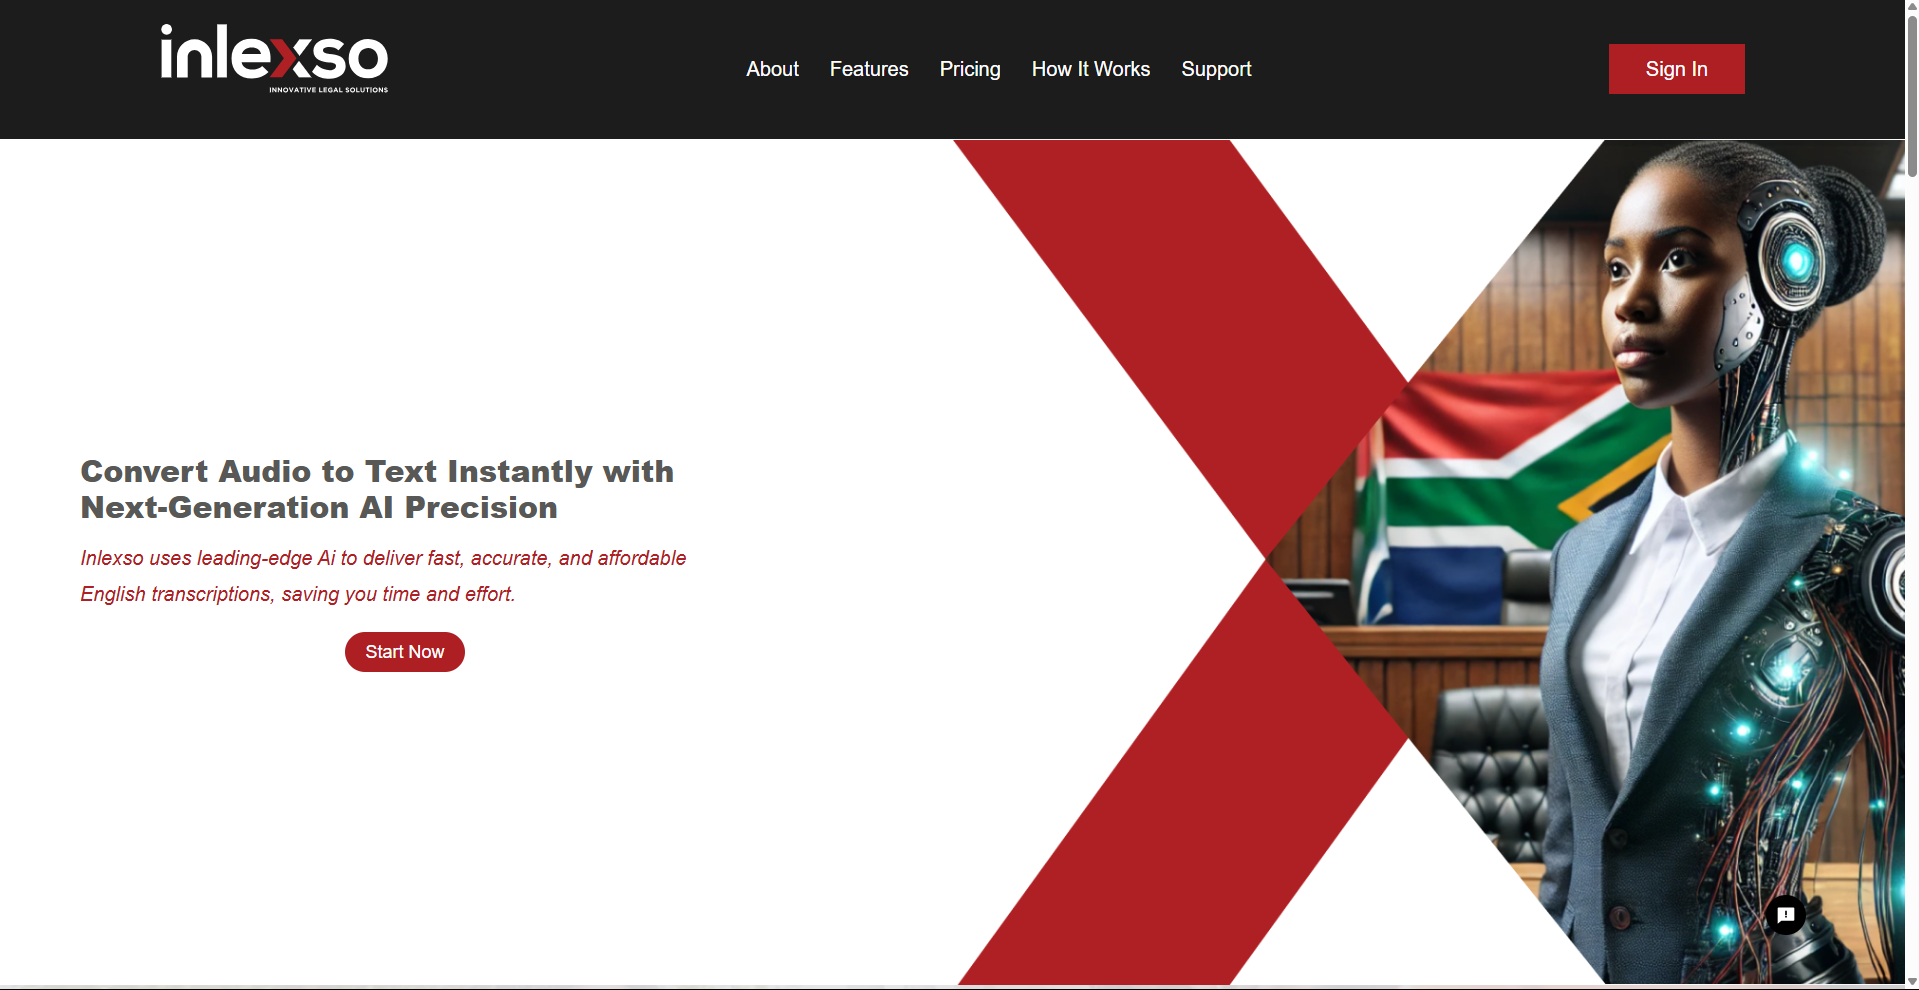 inlexso
INNOVATIVE LEGAL SOLUTIONS
About
Features
Pricing
How It Works
Support
Sign In
Convert Audio to Text Instantly with
Next-Generation AI Precision
Inlexso uses leading-edge Ai to deliver fast, accurate, and affordable
English transcriptions, saving you time and effort.
Start Now